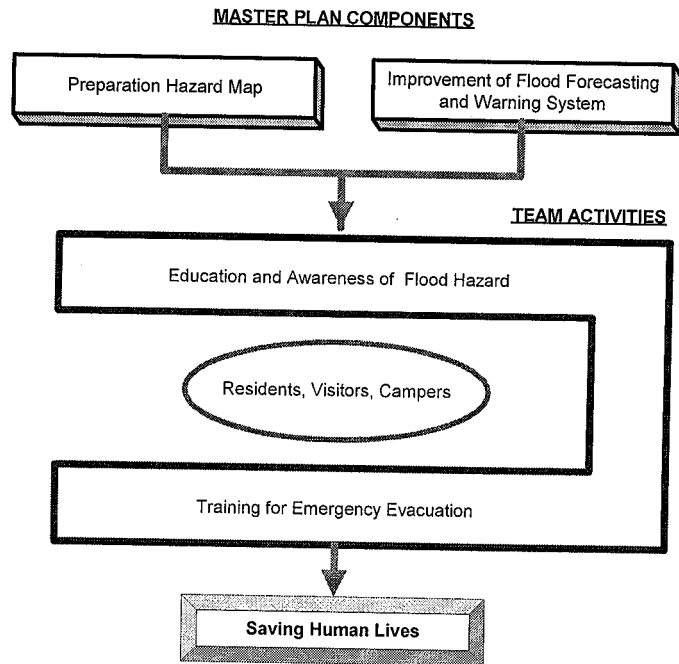 MASTER PLAN COMPONENTS
Preparation Hazard Map
Improvement of Flood Forecasting
and Warning System
TEAM ACTIVITIES
Education and Awareness of Flood Hazard
Residents, Visitors, Campers
Training for Emergency Evacuation
Saving Human Lives